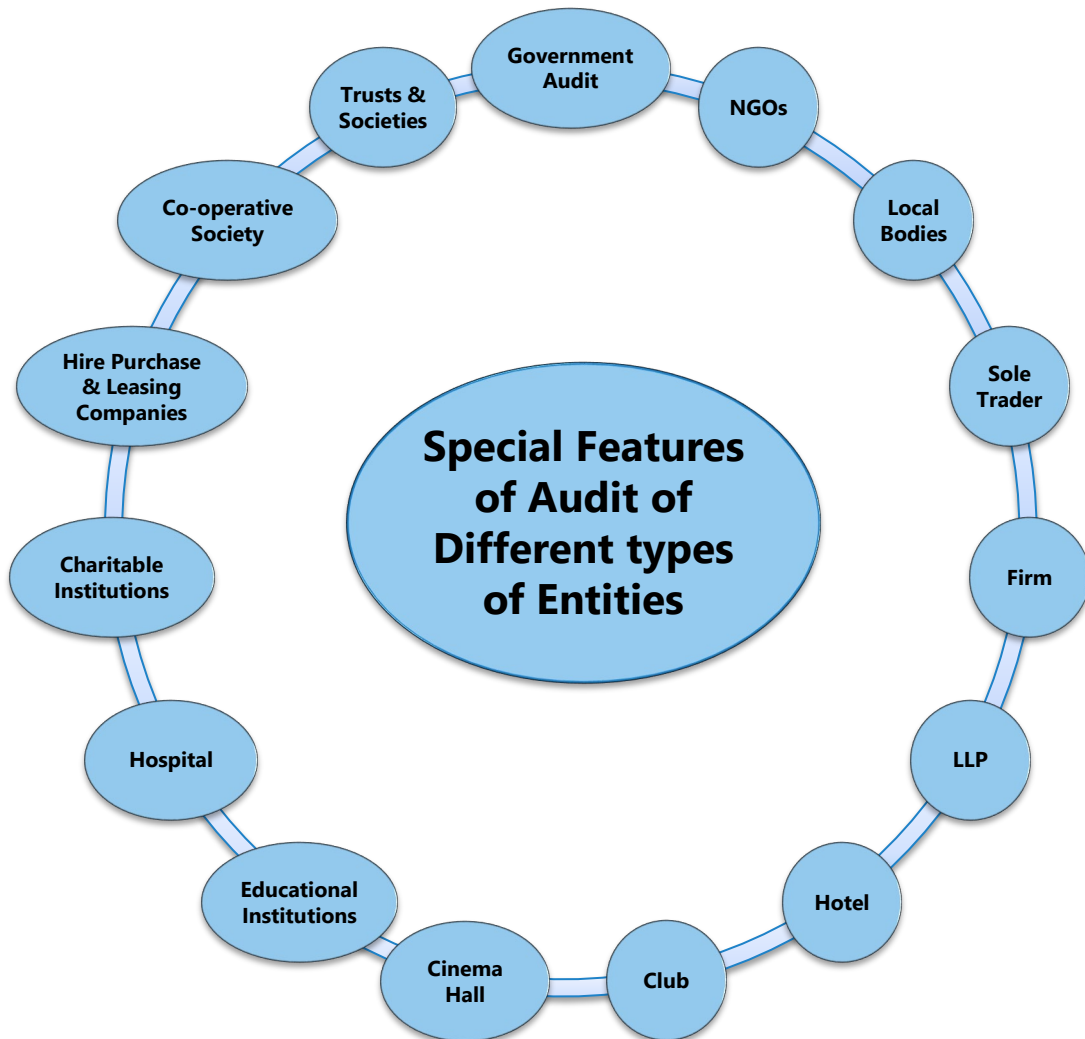 Government
Audit
NGOs
Local
Bodies
Sole
Trader
Firm
LLP
Hotel
Club
Cinema
Hall
Educational
Institutions
Hospital
Charitable
Institutions
Hire Purchase
& Leasing
Companies
Co-operative
Society
Trusts &
Societies
Special Features
of Audit of
Different types
of Entities